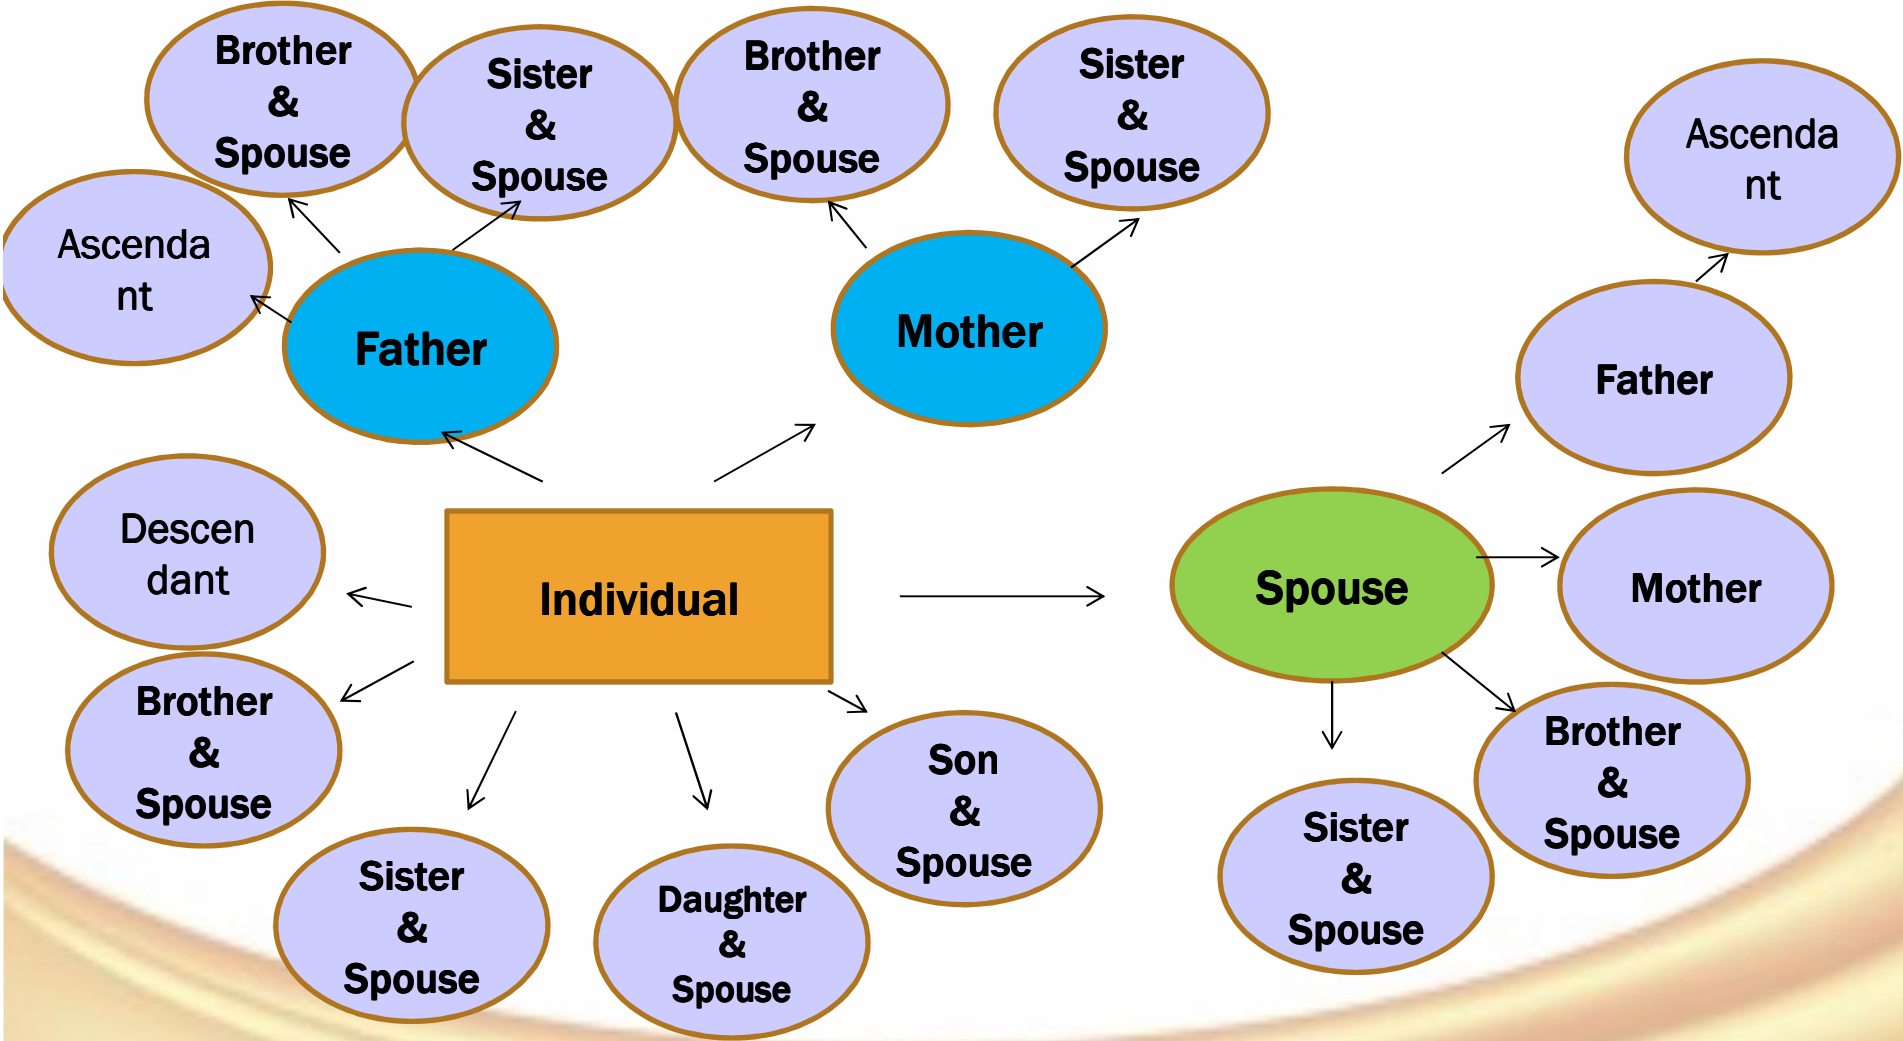 Brother
&
Spouse
Sister
&
Spouse
Brother
&
Spouse
Sister
&
Spouse
Ascenda
nt
Ascenda
nt
Father
Mother
Father
Descen
dant
Individual
Spouse
Mother
Brother
&
Spouse
Sister
&
Spouse
Daughter
&
Spouse
Son
&
Spouse
Sister
&
Spouse
Brother
&
Spouse